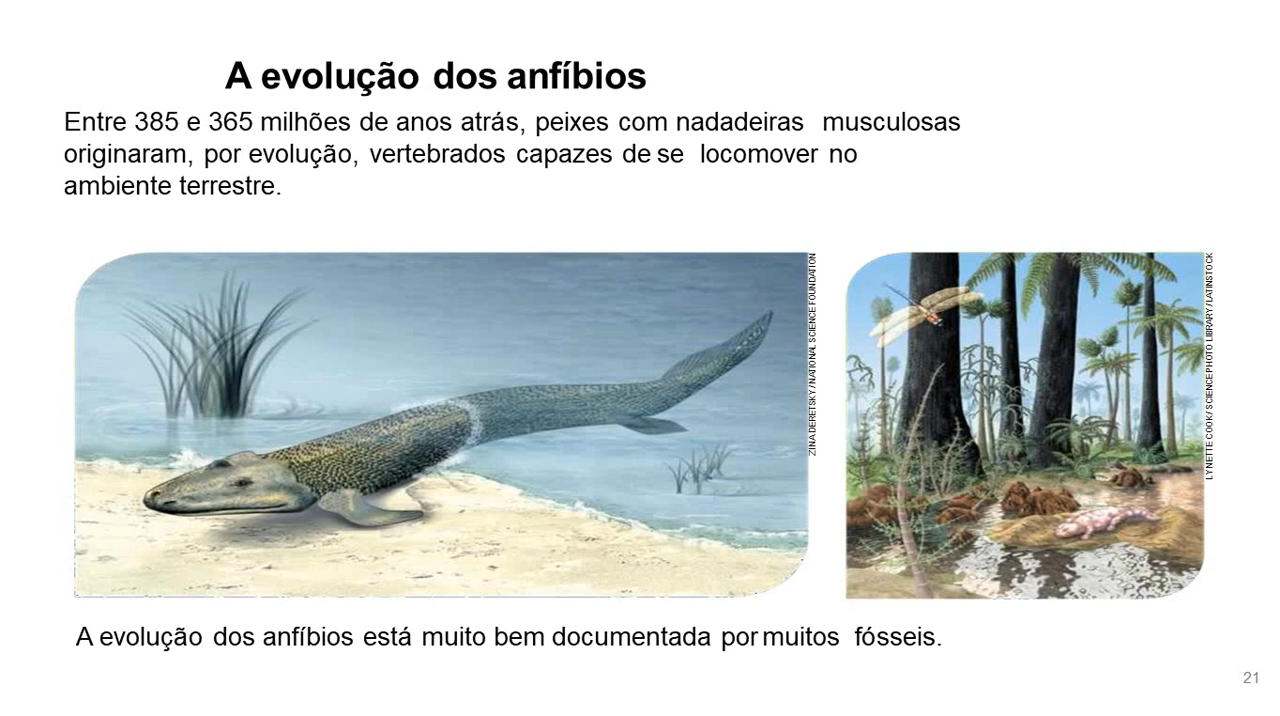 A evolução dos anfíbios
Entre 385 e 365 milhões de anos atrás, peixes com nadadeiras musculosas
originaram, por evolução, vertebrados capazes de se locomover no
ambiente terrestre.
ZINA DERETSKY / NATIONAL SCIENCE FOUNDATION
LYNETTE COOK / SCIENCE PHOTO LIBRARY / LATINSTOCK
A evolução dos anfíbios está muito bem documentada por muitos fósseis.
21